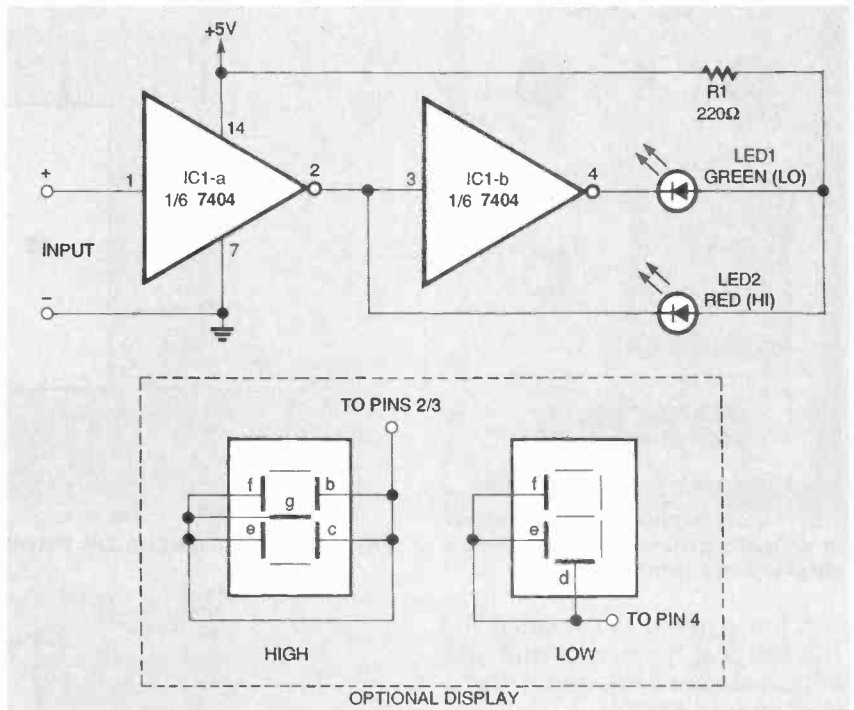 +5V
R1
220Ω
14
LED1
GREEN (LO)
+
1
IC1-a
1/6 7404
2
3
IC1-b
1/6 7404
4
INPUT
7
LED2
RED (HI)
−
TO PINS 2/3
f
b
g
e
c
f
e
d
TO PIN 4
HIGH
LOW
OPTIONAL DISPLAY